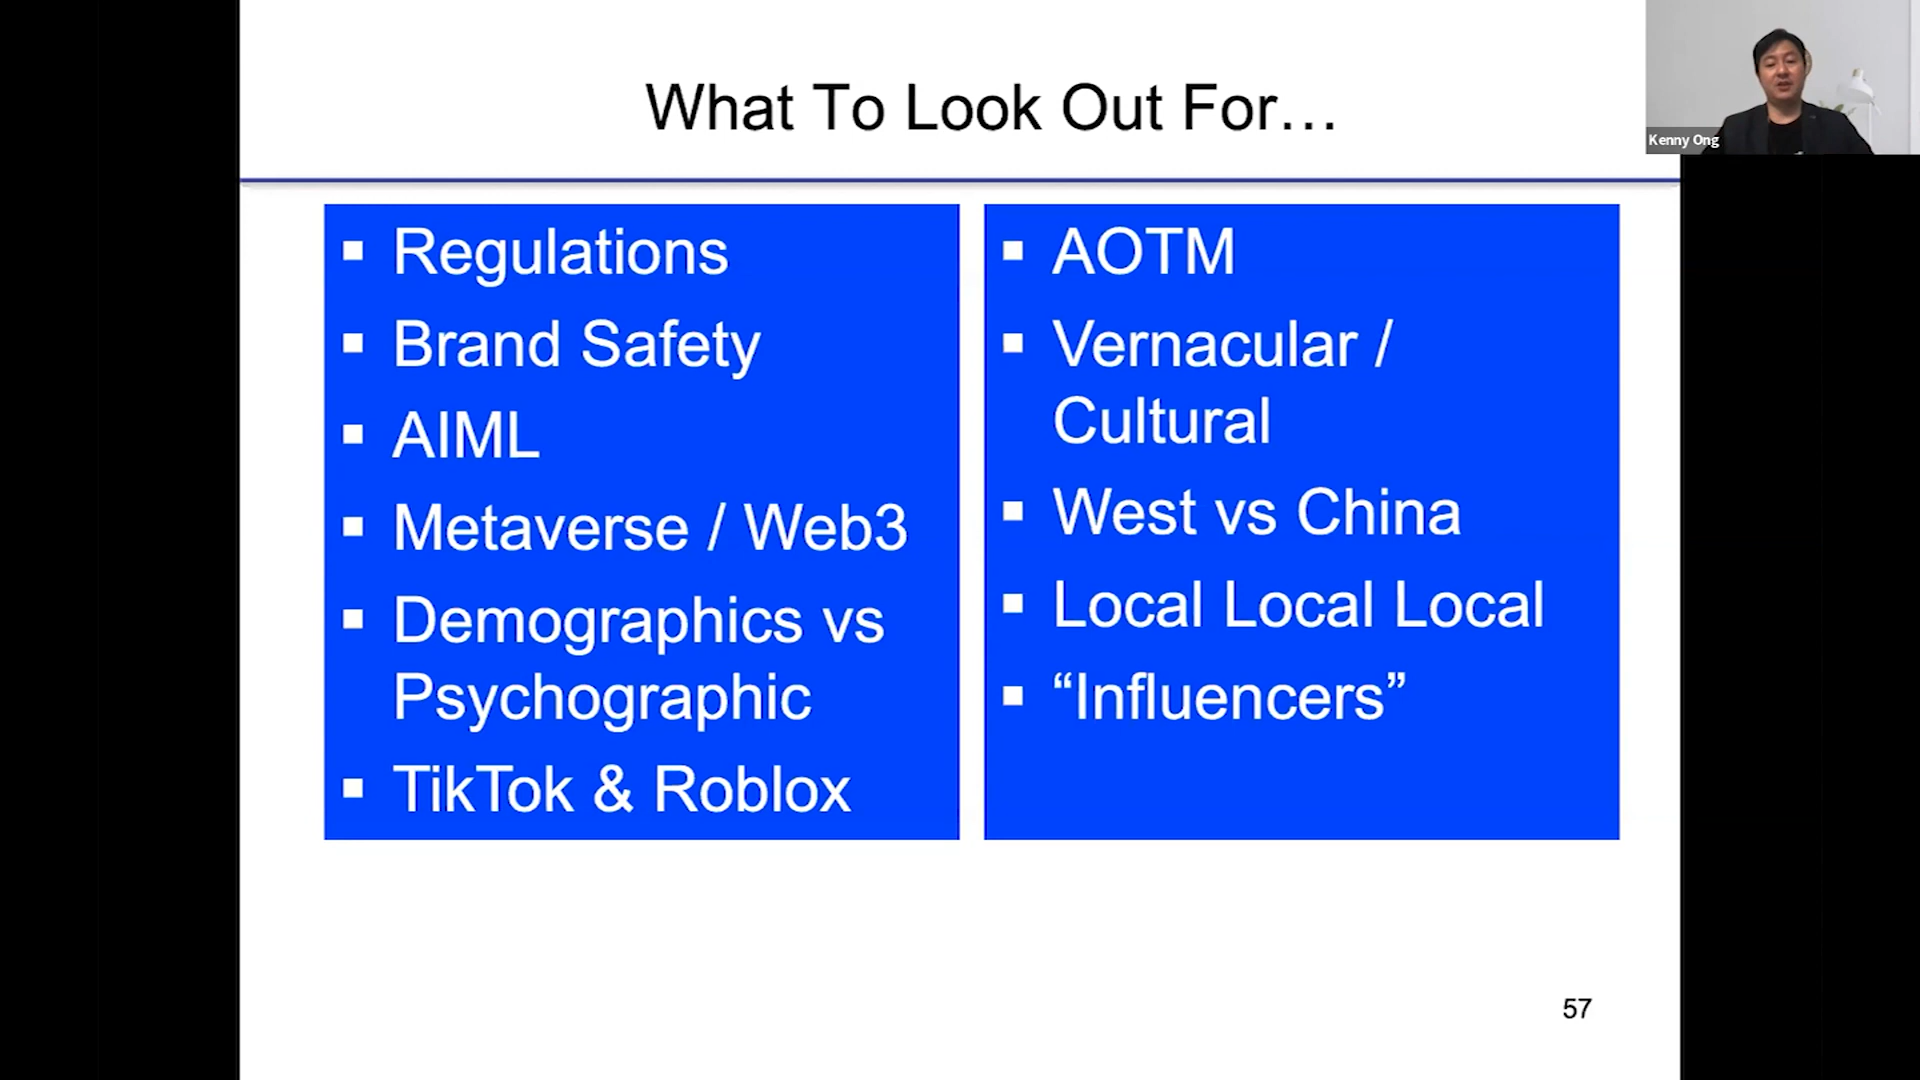 What To Look Out For…
Kenny Ong
Regulations
Brand Safety
AIML
Metaverse / Web3
Demographics vs
Psychographic
TikTok & Roblox
AOTM
Vernacular /
Cultural
West vs China
Local Local Local
“Influencers”
57